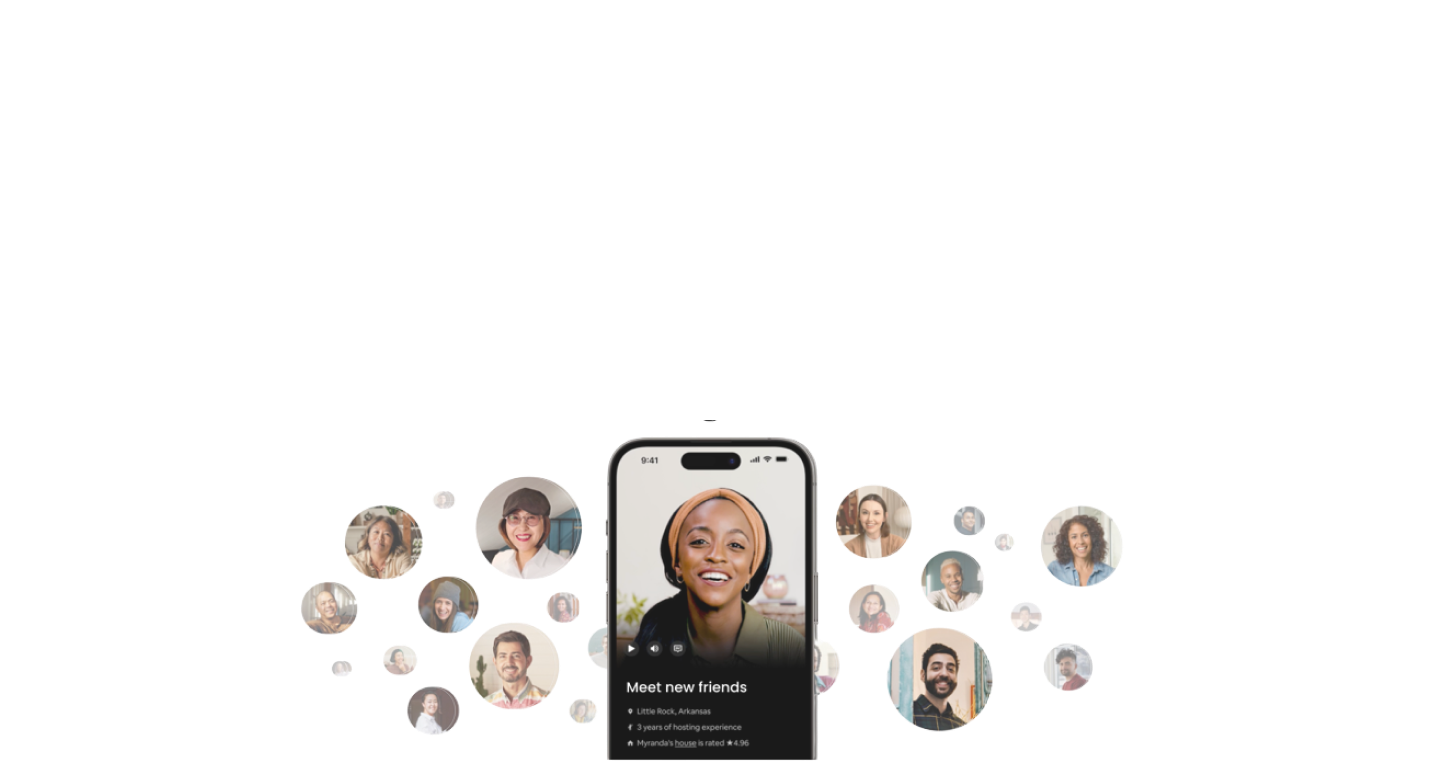 9:41
Meet new friends
Little Rock, Arkansas
3 years of hosting experience
Myranda's house is rated ★4.96